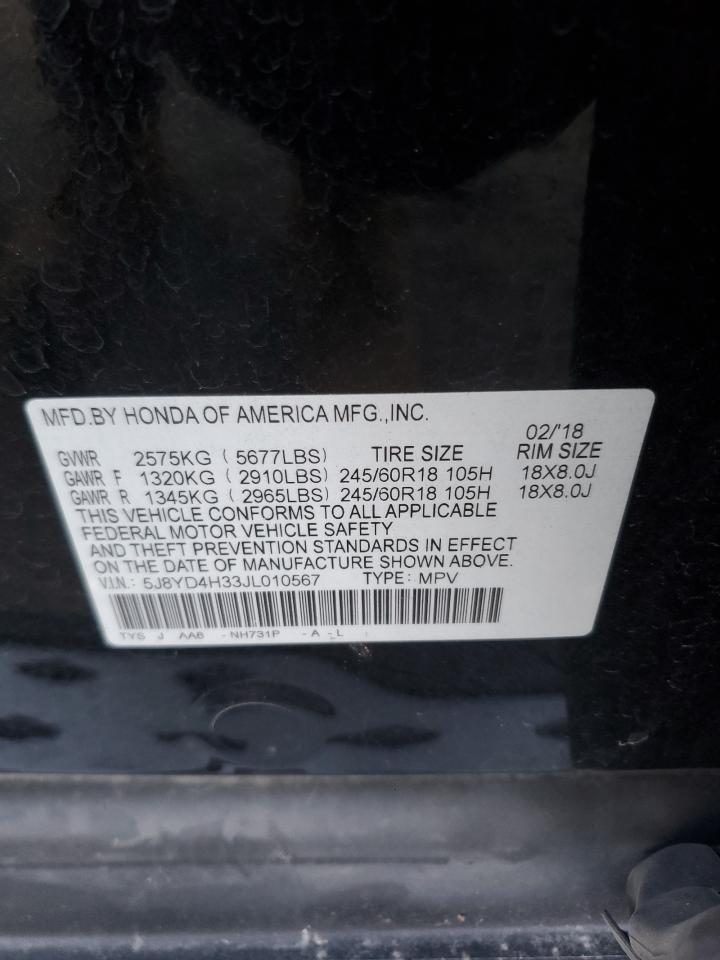 MFD.BY HONDA OF AMERICA MFG.,INC.
02/'18
GVWR 2575KG (5677LBS) TIRE SIZE RIM SIZE
GAWR F 1320KG (2910LBS) 245/60R18 105H 18X8.0J
GAWR R 1345KG (2965LBS) 245/60R18 105H 18X8.0J
THIS VEHICLE CONFORMS TO ALL APPLICABLE
FEDERAL MOTOR VEHICLE SAFETY
AND THEFT PREVENTION STANDARDS IN EFFECT
ON THE DATE OF MANUFACTURE SHOWN ABOVE.
V.I.N.: 5J8YD4H33JL010567 TYPE: MPV
TYS J AAB -NH731P -A -L